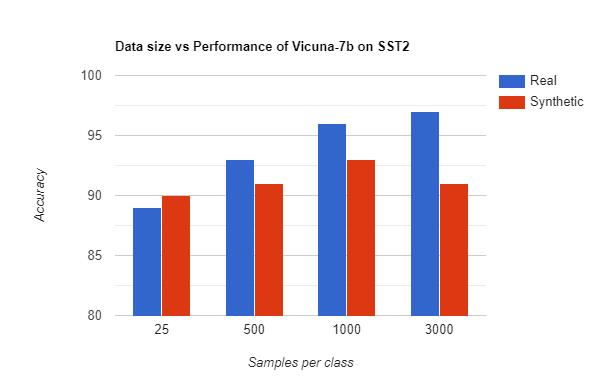 Data size vs Performance of Vicuna-7b on SST2
Real
Synthetic
100
95
90
85
80
Accuracy
25 500 1000 3000
Samples per class